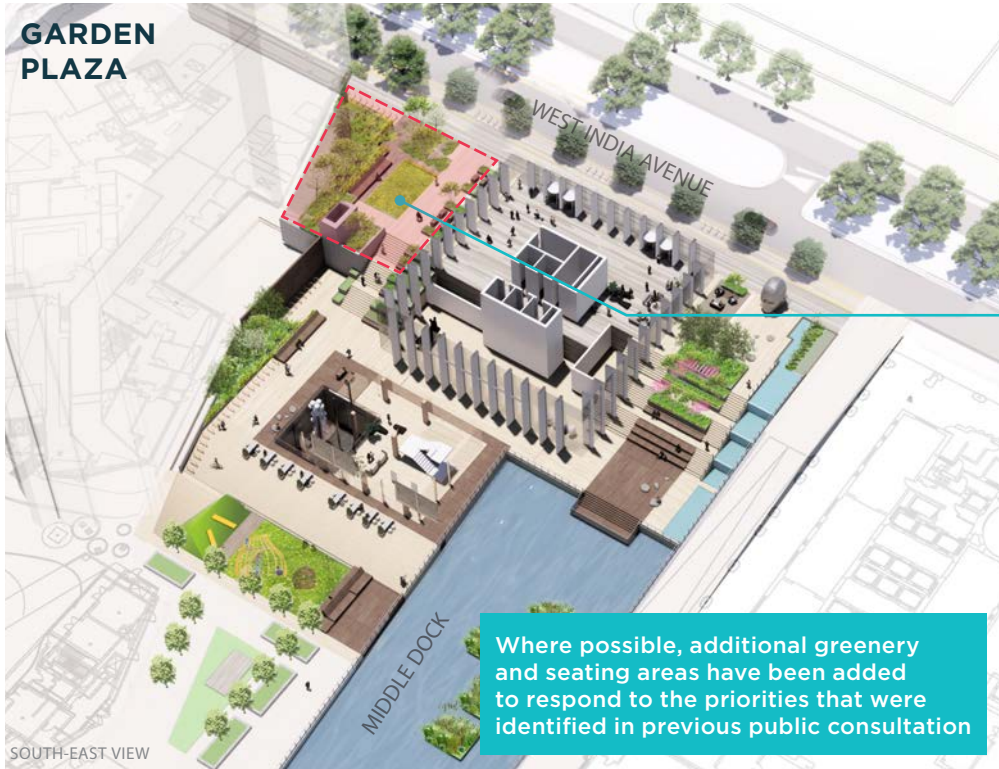 GARDEN
PLAZA
WEST INDIA AVENUE
MIDDLE DOCK
Where possible, additional greenery
and seating areas have been added
to respond to the priorities that were
identified in previous public consultation
SOUTH-EAST VIEW